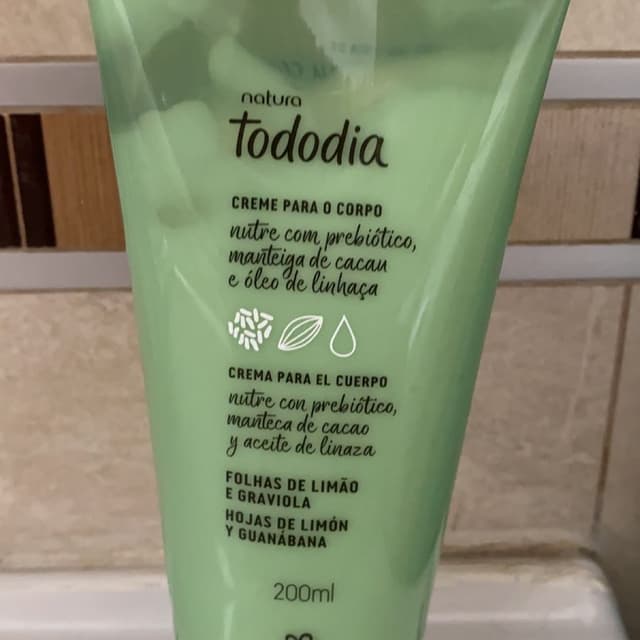 natura
Tododia
CREME PARA O CORPO
nutre com prebiótico,
manteiga de cacau
e óleo de linhaça
CREMA PARA EL CUERPO
nutre con prebiótico,
manteca de cacao
y aceite de linaza
FOLHAS DE LIMÃO
E GRAVIOLA
HOJAS DE LIMÓN
Y GUANÁBANA
200ml